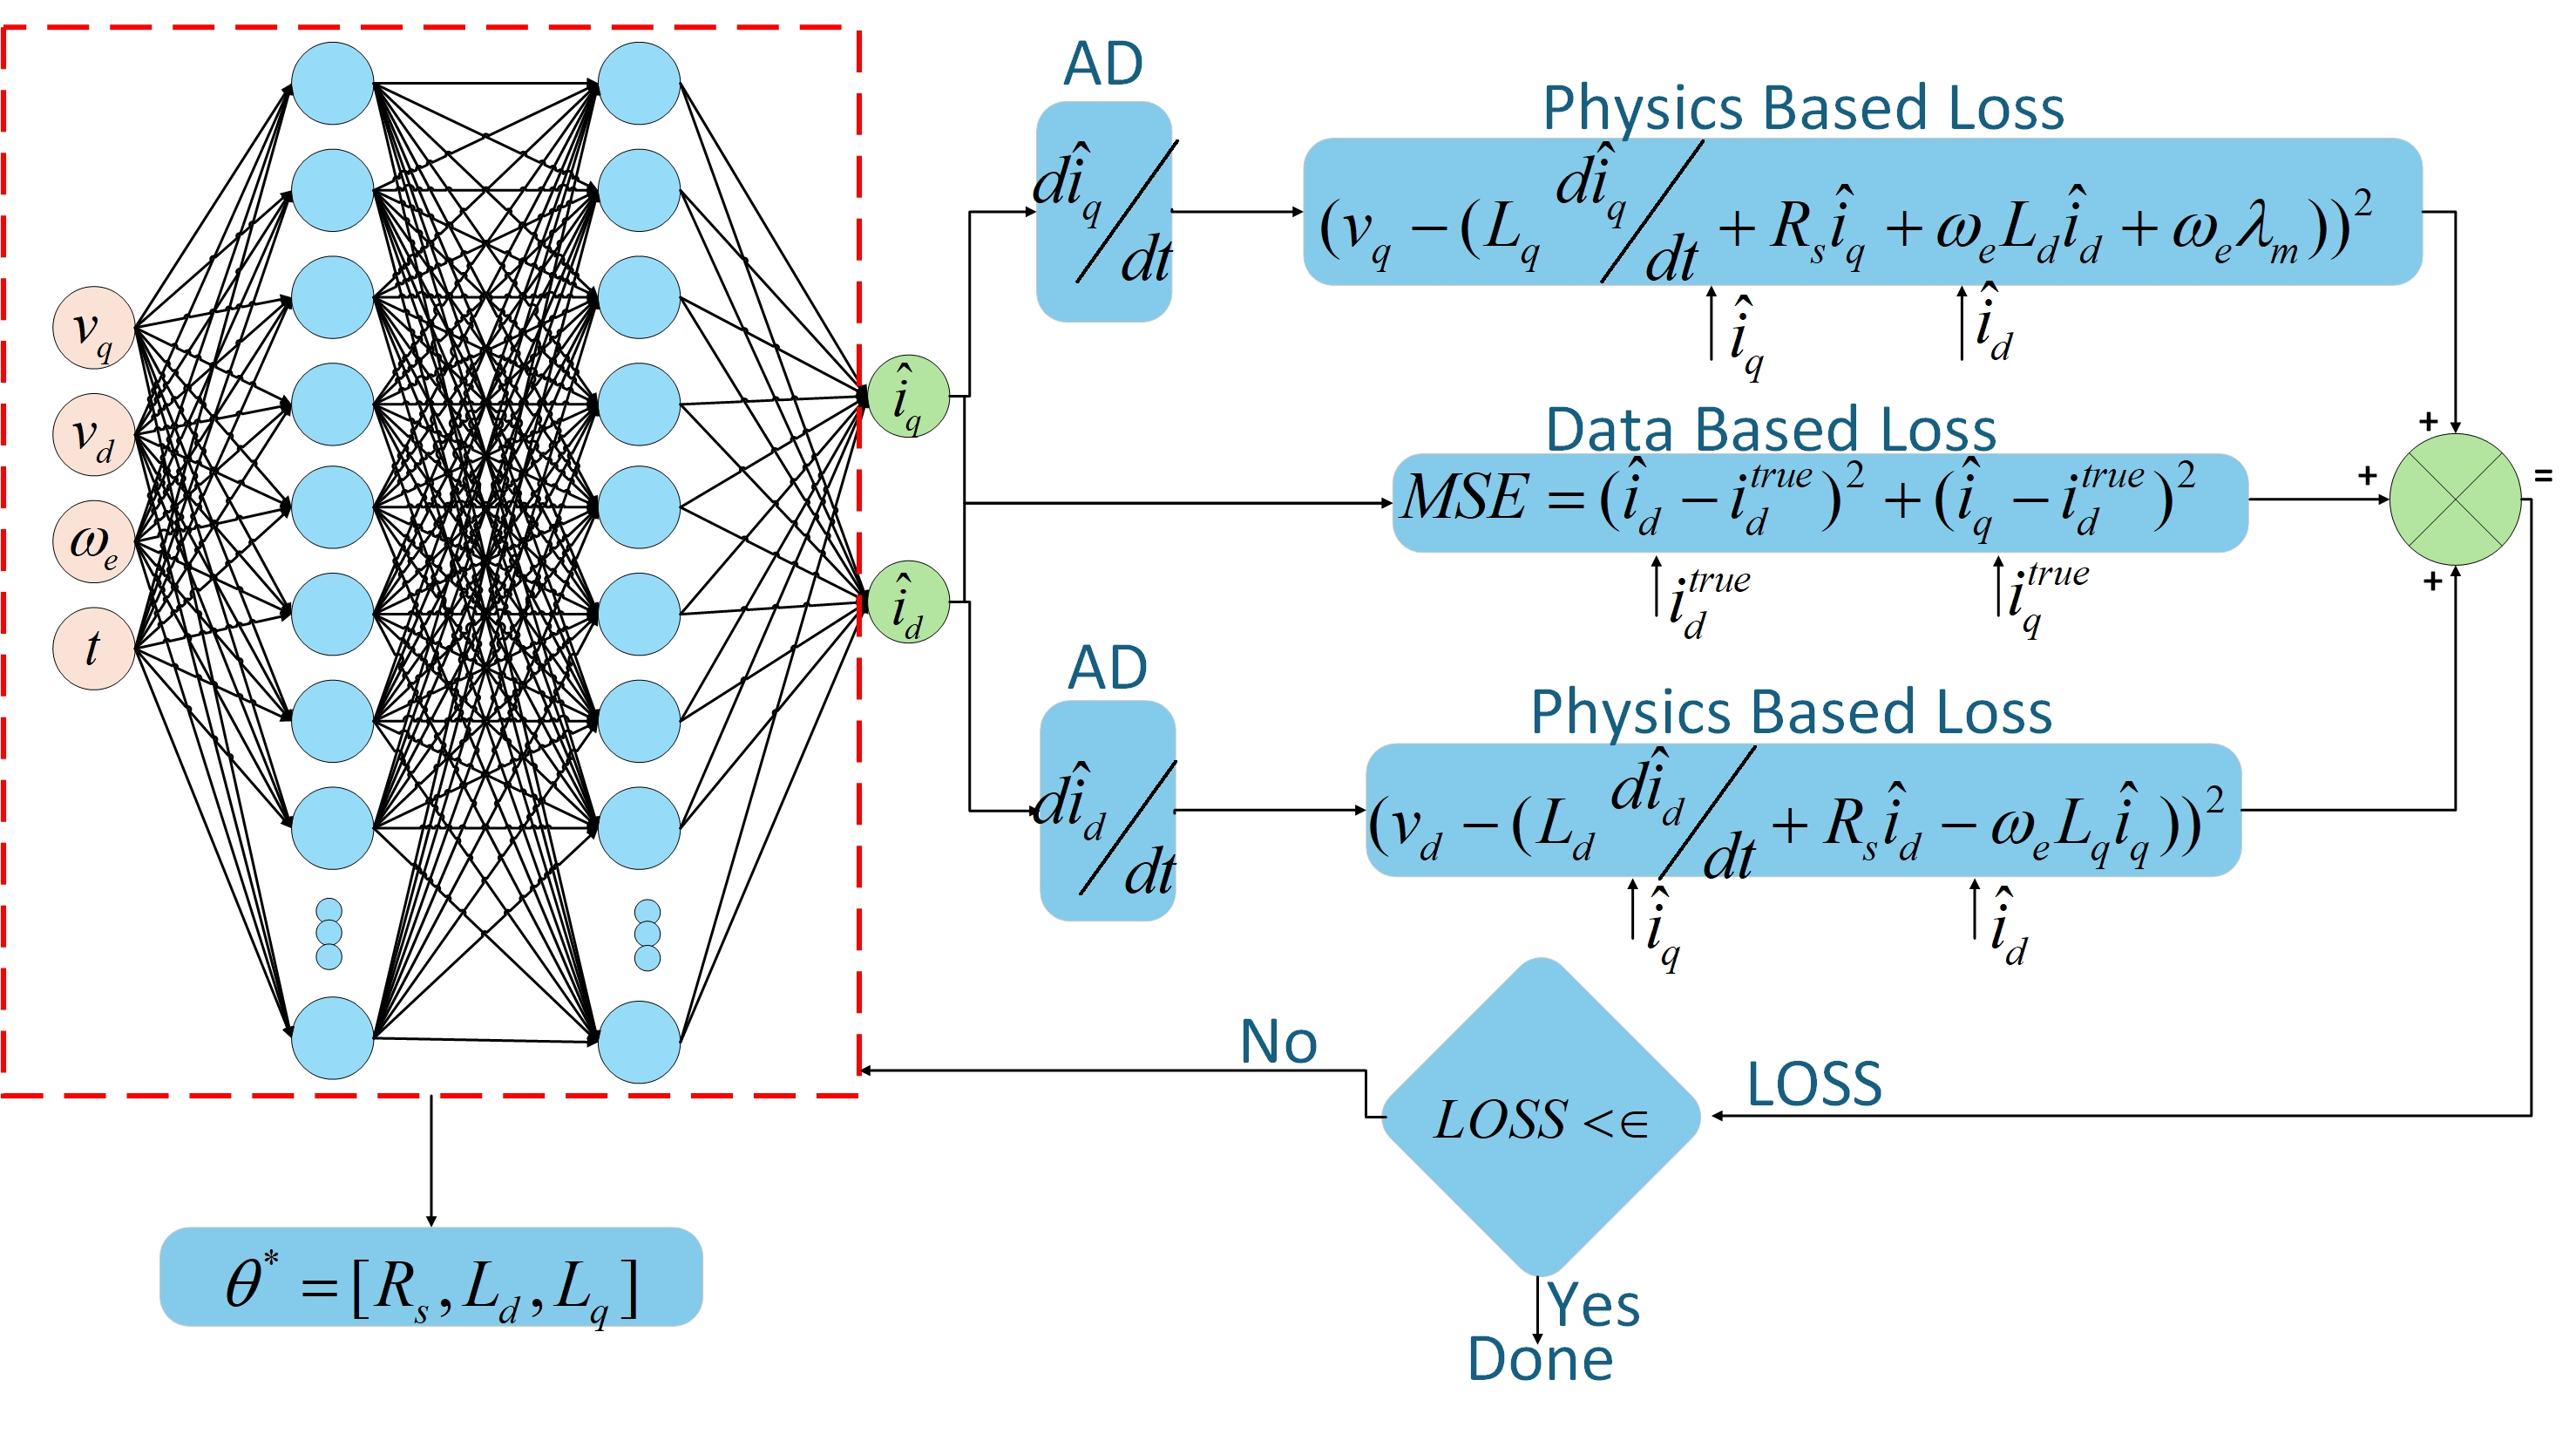 v_q
v_d
ω_e
t
î_q
î_d
AD
dî_q/dt
Physics Based Loss
(v_q − (L_q dî_q/dt + R_s î_q + ω_e L_d î_d + ω_e λ_m))²
î_q
î_d
Data Based Loss
MSE = (î_d − i_d^{true})² + (î_q − i_d^{true})²
i_d^{true}
i_q^{true}
AD
dî_d/dt
Physics Based Loss
(v_d − (L_d dî_d/dt + R_s î_d − ω_e L_q î_q))²
î_q
î_d
+
+
+
=
LOSS
LOSS <∈
No
Yes
Done
θ^* = [R_s, L_d, L_q]